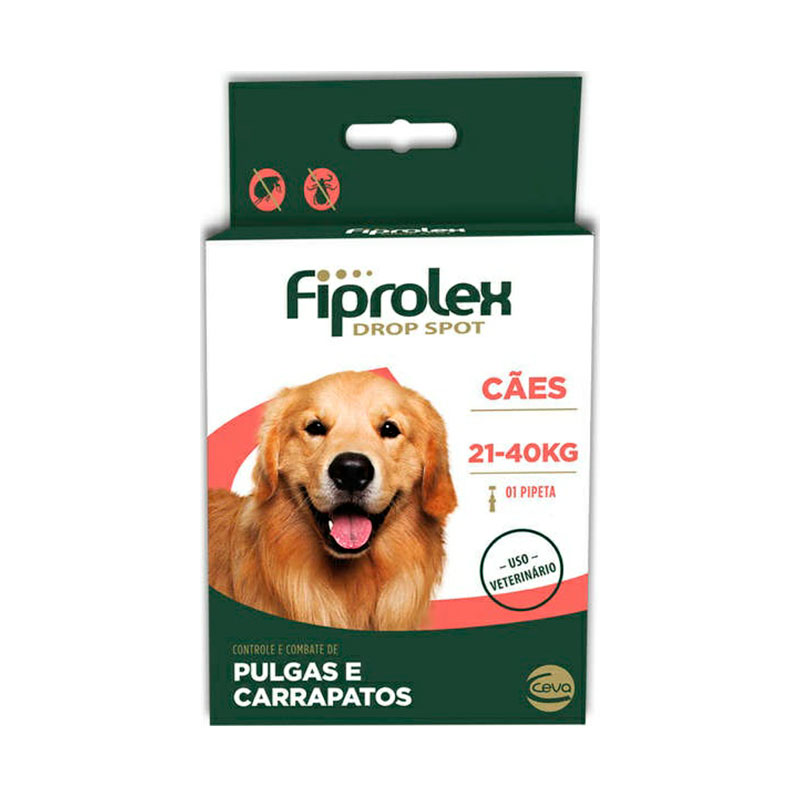 Fiprolex
Fiprolex
DROP SPOT
CÃES
21-40KG
01 PIPETA
– USO –
VETERINÁRIO
CONTROLE E COMBATE DE
PULGAS E
CARRAPATOS
Ceva